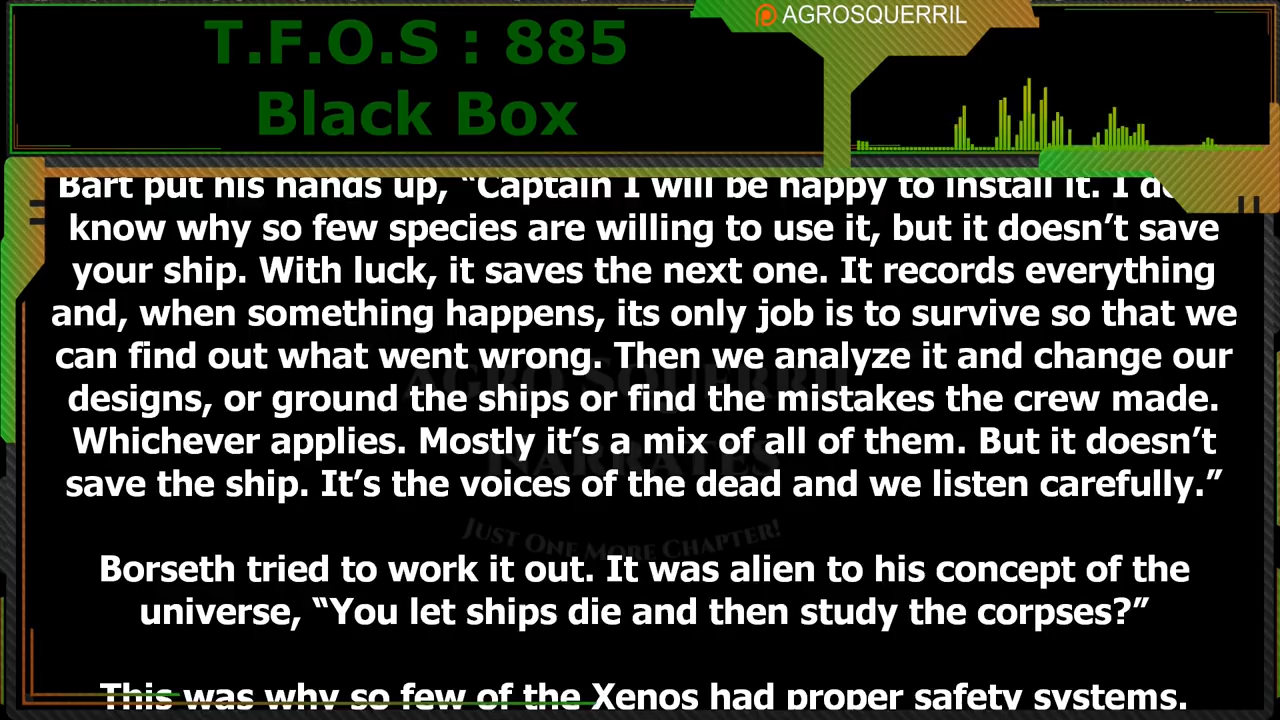 AGROSQUERRIL
T.F.O.S : 885
Black Box
Bart put his hands up, “Captain I will be happy to install it. I
know why so few species are willing to use it, but it doesn’t save
your ship. With luck, it saves the next one. It records everything
and, when something happens, its only job is to survive so that we
can find out what went wrong. Then we analyze it and change our
designs, or ground the ships or find the mistakes the crew made.
Whichever applies. Mostly it’s a mix of all of them. But it doesn’t
save the ship. It’s the voices of the dead and we listen carefully.”
Agro Squerril
Narrates
Just One More Chapter!
Borseth tried to work it out. It was alien to his concept of the
universe, “You let ships die and then study the corpses?”
This was why so few of the Xenos had proper safety systems.